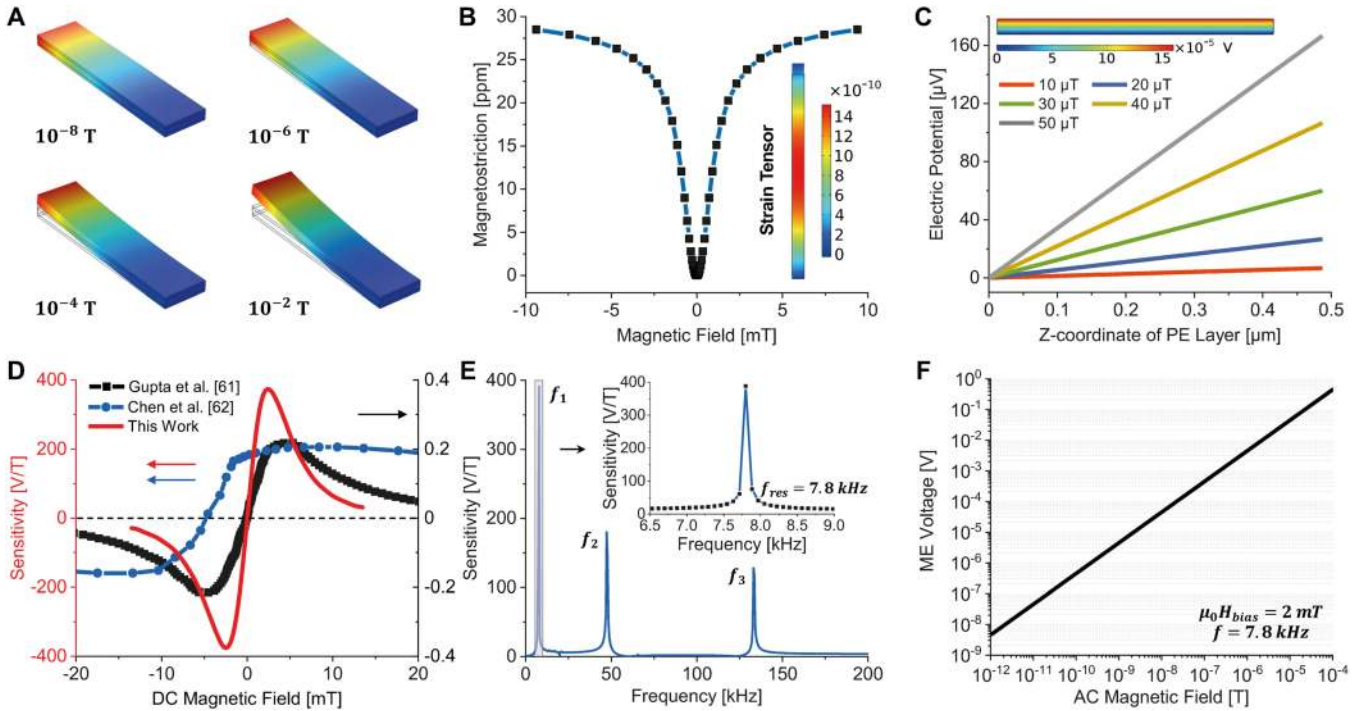 A
10⁻⁸ T
10⁻⁶ T
10⁻⁴ T
10⁻² T
B
Magnetostriction [ppm]
30
25
20
15
10
5
0
-10
-5
0
5
10
Magnetic Field [mT]
Strain Tensor
×10⁻¹⁰
14
12
10
8
6
4
2
0
C
Electric Potential [µV]
160
120
80
40
0
0 5 10 15 ×10⁻⁵ V
10 µT 20 µT
30 µT 40 µT
50 µT
0
0.1
0.2
0.3
0.4
0.5
Z-coordinate of PE Layer [µm]
D
Sensitivity [V/T]
400
200
0
-200
-400
Gupta et al. [61]
Chen et al. [62]
This Work
0.4
0.2
0
-0.2
-0.4
-20
-10
0
10
20
DC Magnetic Field [mT]
E
Sensitivity [V/T]
400
300
200
100
0
f₁
f₂
f₃
Sensitivity [V/T]
400
300
200
100
0
f_res = 7.8 kHz
6.5
7.0
7.5
8.0
8.5
9.0
Frequency [kHz]
0
50
100
150
200
Frequency [kHz]
F
ME Voltage [V]
10⁰
10⁻¹
10⁻²
10⁻³
10⁻⁴
10⁻⁵
10⁻⁶
10⁻⁷
10⁻⁸
10⁻⁹
µ₀H_bias = 2 mT
f = 7.8 kHz
10⁻¹²
10⁻¹¹
10⁻¹⁰
10⁻⁹
10⁻⁸
10⁻⁷
10⁻⁶
10⁻⁵
10⁻⁴
AC Magnetic Field [T]